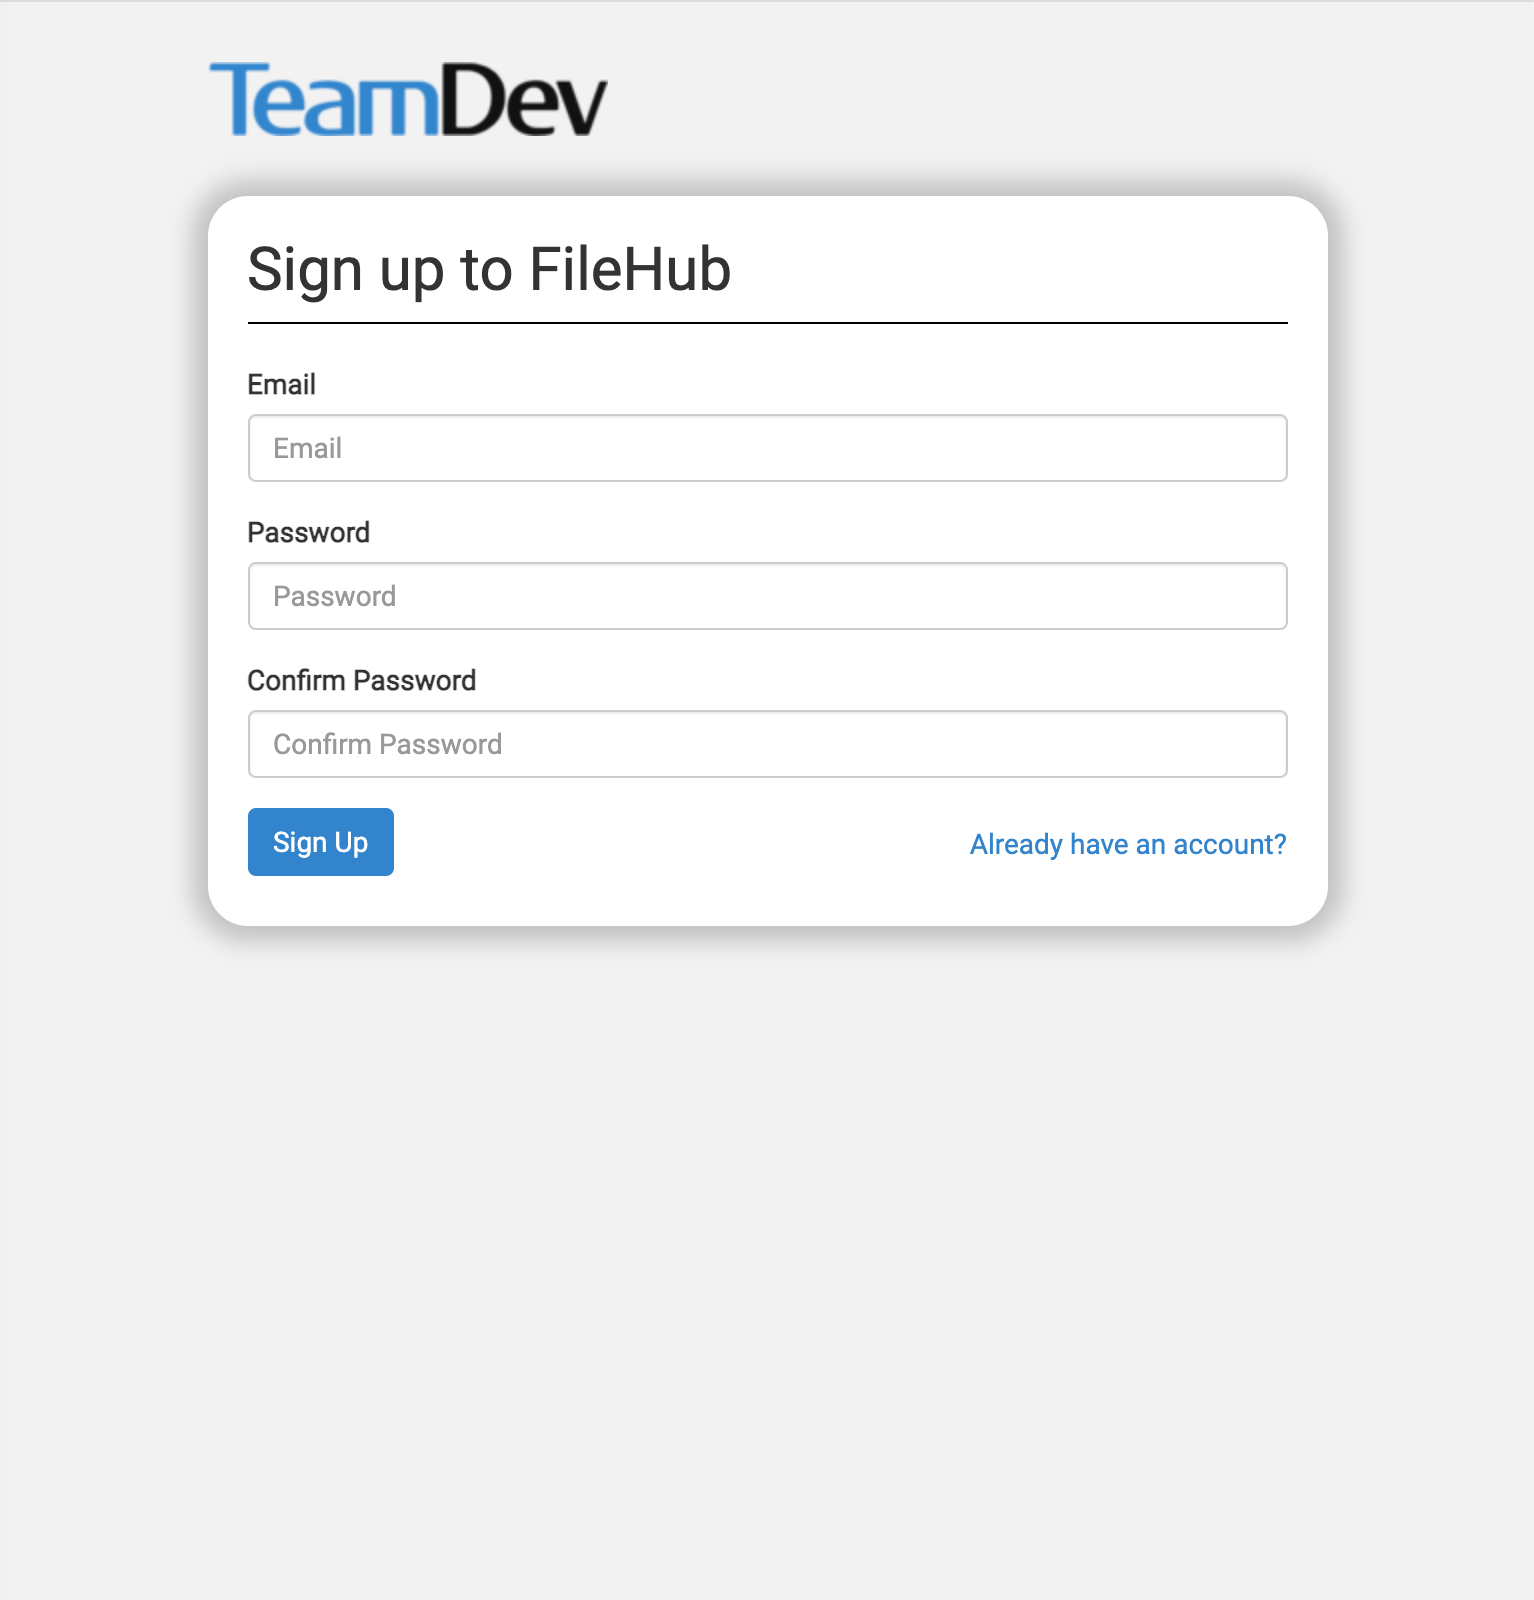 TeamDev
Sign up to FileHub
Email
Email
Password
Password
Confirm Password
Confirm Password
Sign Up
Already have an account?